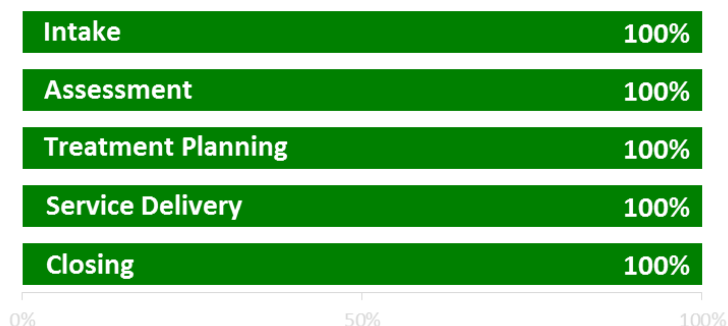 Intake 100%
Assessment 100%
Treatment Planning 100%
Service Delivery 100%
Closing 100%
0% 50% 100%